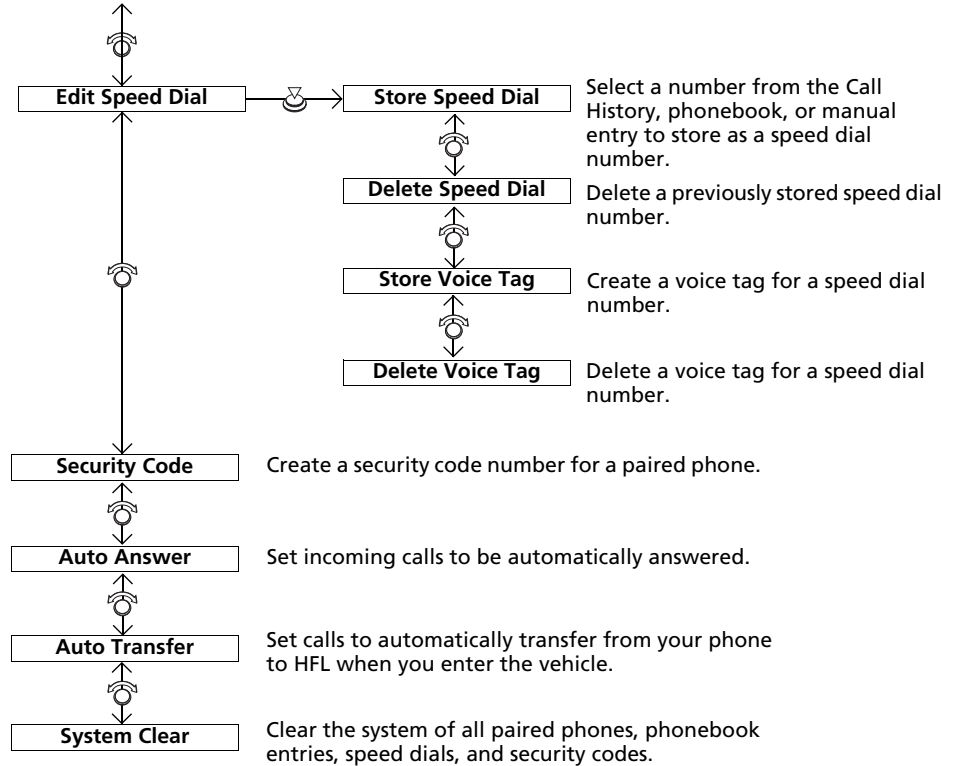 Edit Speed Dial
Store Speed Dial
Select a number from the Call
History, phonebook, or manual
entry to store as a speed dial
number.
Delete Speed Dial
Delete a previously stored speed dial
number.
Store Voice Tag
Create a voice tag for a speed dial
number.
Delete Voice Tag
Delete a voice tag for a speed dial
number.
Security Code
Create a security code number for a paired phone.
Auto Answer
Set incoming calls to be automatically answered.
Auto Transfer
Set calls to automatically transfer from your phone
to HFL when you enter the vehicle.
System Clear
Clear the system of all paired phones, phonebook
entries, speed dials, and security codes.